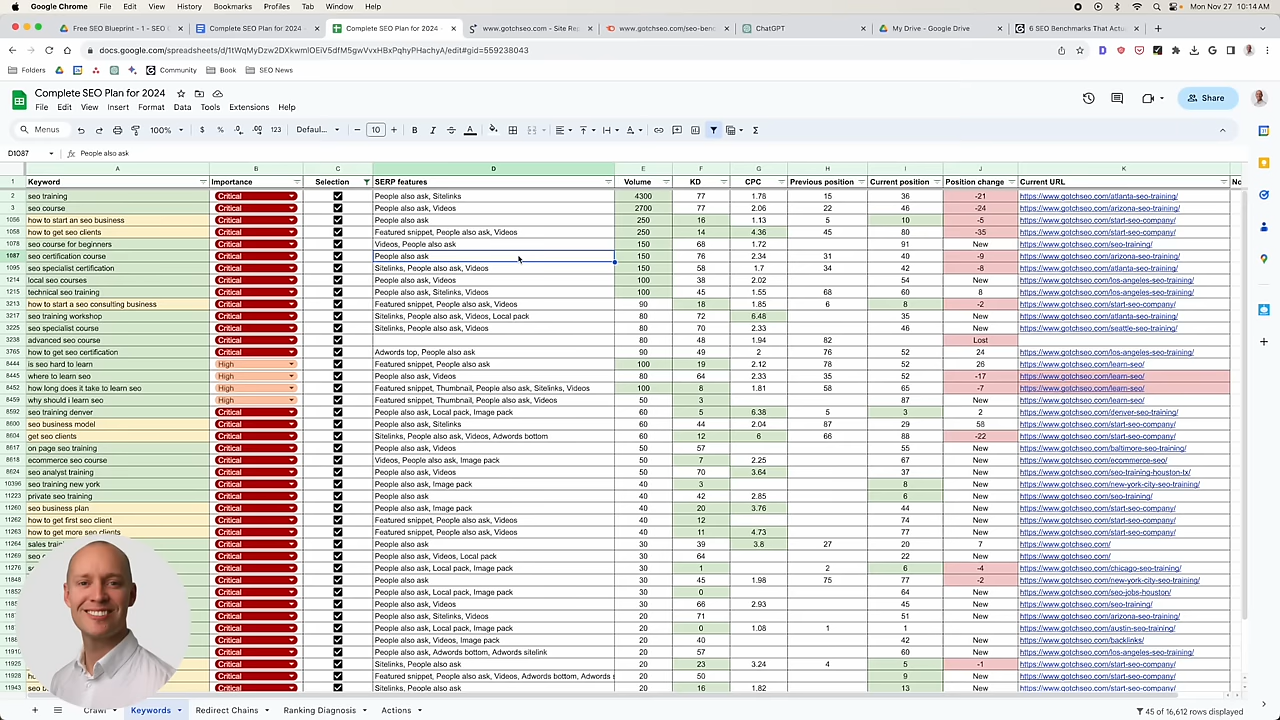 Google Chrome File Edit View History Bookmarks Profiles Tab Window Help Mon Nov 27 10:14 AM
Free SEO Blueprint - 1 - SEO Complete SEO Plan for 2024 Complete SEO Plan for 2024 www.gotchseo.com - Site Re www.gotchseo.com/seo-ben ChatGPT My Drive - Google Drive 6 SEO Benchmarks That Actu
docs.google.com/spreadsheets/d/1tWqMyDzw2DXkwmlOEiV5dfM5gwVvxHBxPqhyPHachyA/edit#gid=559238043
Folders Community Book SEO News
Complete SEO Plan for 2024
File Edit View Insert Format Data Tools Extensions Help
Share
Menus 100% $ % .0 .00 123 Defaul... 10
D1087 People also ask
A B C D E F G H I J K
1 Keyword Importance Selection SERP features Volume KD CPC Previous position Current position Position change Current URL No
2 seo training Critical People also ask, Sitelinks 4300 77 1.78 15 36 -21 https://www.gotchseo.com/atlanta-seo-training/
3 seo course Critical People also ask, Videos 2700 77 2.06 22 46 -24 https://www.gotchseo.com/arizona-seo-training/
1056 how to start an seo business Critical People also ask 250 16 1.13 5 10 -5 https://www.gotchseo.com/start-seo-company/
1058 how to get seo clients Critical Featured snippet, People also ask, Videos 250 14 4.36 45 80 -35 https://www.gotchseo.com/start-seo-company/
1078 seo course for beginners Critical Videos, People also ask 150 68 1.72 91 New https://www.gotchseo.com/seo-training/
1087 seo certification course Critical People also ask 150 76 2.34 31 40 -9 https://www.gotchseo.com/arizona-seo-training/
1095 seo specialist certification Critical Sitelinks, People also ask, Videos 150 58 1.7 34 42 -8 https://www.gotchseo.com/atlanta-seo-training/
1214 local seo courses Critical People also ask, Videos 100 38 2.02 54 New https://www.gotchseo.com/los-angeles-seo-training/
1215 technical seo training Critical People also ask, Sitelinks, Videos 100 45 1.55 68 60 8 https://www.gotchseo.com/los-angeles-seo-training/
3213 how to start a seo consulting business Critical Featured snippet, People also ask, Videos 90 18 1.85 6 8 -2 https://www.gotchseo.com/start-seo-company/
3217 seo training workshop Critical Sitelinks, People also ask, Videos, Local pack 80 72 6.48 35 New https://www.gotchseo.com/atlanta-seo-training/
3225 seo specialist course Critical Sitelinks, People also ask, Videos 80 70 2.33 46 New https://www.gotchseo.com/seattle-seo-training/
3238 advanced seo course Critical 80 48 1.94 82 Lost
3765 how to get seo certification Critical Adwords top, People also ask 90 49 2 76 52 24 https://www.gotchseo.com/los-angeles-seo-training/
8444 is seo hard to learn High Featured snippet, People also ask 100 19 2.12 78 52 26 https://www.gotchseo.com/learn-seo/
8445 where to learn seo High People also ask, Videos 80 64 2.33 35 52 -17 https://www.gotchseo.com/learn-seo/
8452 how long does it take to learn seo High Featured snippet, Thumbnail, People also ask, Sitelinks, Videos 100 8 1.81 58 65 -7 https://www.gotchseo.com/learn-seo/
8459 why should i learn seo High Featured snippet, Thumbnail, People also ask, Videos 50 3 87 New https://www.gotchseo.com/learn-seo/
8592 seo training denver Critical People also ask, Local pack, Image pack 60 5 6.38 5 3 2 https://www.gotchseo.com/denver-seo-training/
8600 seo business model Critical People also ask, Sitelinks 60 44 2.04 87 29 58 https://www.gotchseo.com/start-seo-company/
8604 get seo clients Critical Sitelinks, People also ask, Videos, Adwords bottom 60 12 6 66 88 -22 https://www.gotchseo.com/start-seo-company/
8617 on page seo training Critical People also ask, Videos 50 57 55 New https://www.gotchseo.com/baltimore-seo-training/
8618 ecommerce seo course Critical Videos, People also ask, Image pack 50 7 2.25 67 New https://www.gotchseo.com/ecommerce-seo/
8624 seo analyst training Critical People also ask, Videos 50 70 3.64 37 New https://www.gotchseo.com/seo-training-houston-tx/
10396 seo training new york Critical People also ask, Image pack 40 3 8 New https://www.gotchseo.com/new-york-city-seo-training/
11223 private seo training Critical People also ask 40 42 2.85 6 New https://www.gotchseo.com/seo-training/
11260 seo business plan Critical People also ask, Image pack 40 20 3.76 44 New https://www.gotchseo.com/start-seo-company/
11262 how to get first seo client Critical Featured snippet, People also ask, Videos 40 12 74 New https://www.gotchseo.com/start-seo-company/
11263 how to get more seo clients Critical Featured snippet, People also ask, Videos 40 11 4.73 77 New https://www.gotchseo.com/start-seo-company/
11264 sales train Critical People also ask 30 39 3.8 27 20 7 https://www.gotchseo.com/
11269 seo Critical People also ask, Videos, Local pack 30 64 22 New https://www.gotchseo.com/
11276 Critical People also ask, Local pack, Image pack 30 1 2 6 -4 https://www.gotchseo.com/chicago-seo-training/
11848 Critical People also ask 30 45 1.98 75 77 -2 https://www.gotchseo.com/new-york-city-seo-training/
11852 Critical People also ask, Local pack, Image pack 30 0 64 New https://www.gotchseo.com/seo-jobs-houston/
Critical People also ask, Videos 30 66 2.93 45 New https://www.gotchseo.com/seo-training/
Critical People also ask, Sitelinks, Videos 20 71 51 New https://www.gotchseo.com/arizona-seo-training/
Critical People also ask, Local pack, Image pack 20 0 1.08 1 1 https://www.gotchseo.com/austin-seo-training/
Critical People also ask, Videos, Image pack 20 40 42 New https://www.gotchseo.com/backlinks/
Critical People also ask, Adwords bottom, Adwords sitelink 20 57 60 New https://www.gotchseo.com/los-angeles-seo-training/
11925 Critical Sitelinks, People also ask 20 23 3.24 4 5 -1 https://www.gotchseo.com/start-seo-company/
11928 Critical Featured snippet, People also ask, Videos, Adwords bottom, Adwords s 20 50 New https://www.gotchseo.com/start-seo-company/
seo b Critical Sitelinks, People also ask 20 16 1.82 13 New https://www.gotchseo.com/start-seo-company/
Crawl Keywords Redirect Chains Ranking Diagnosis Actions 45 of 16,612 rows displayed